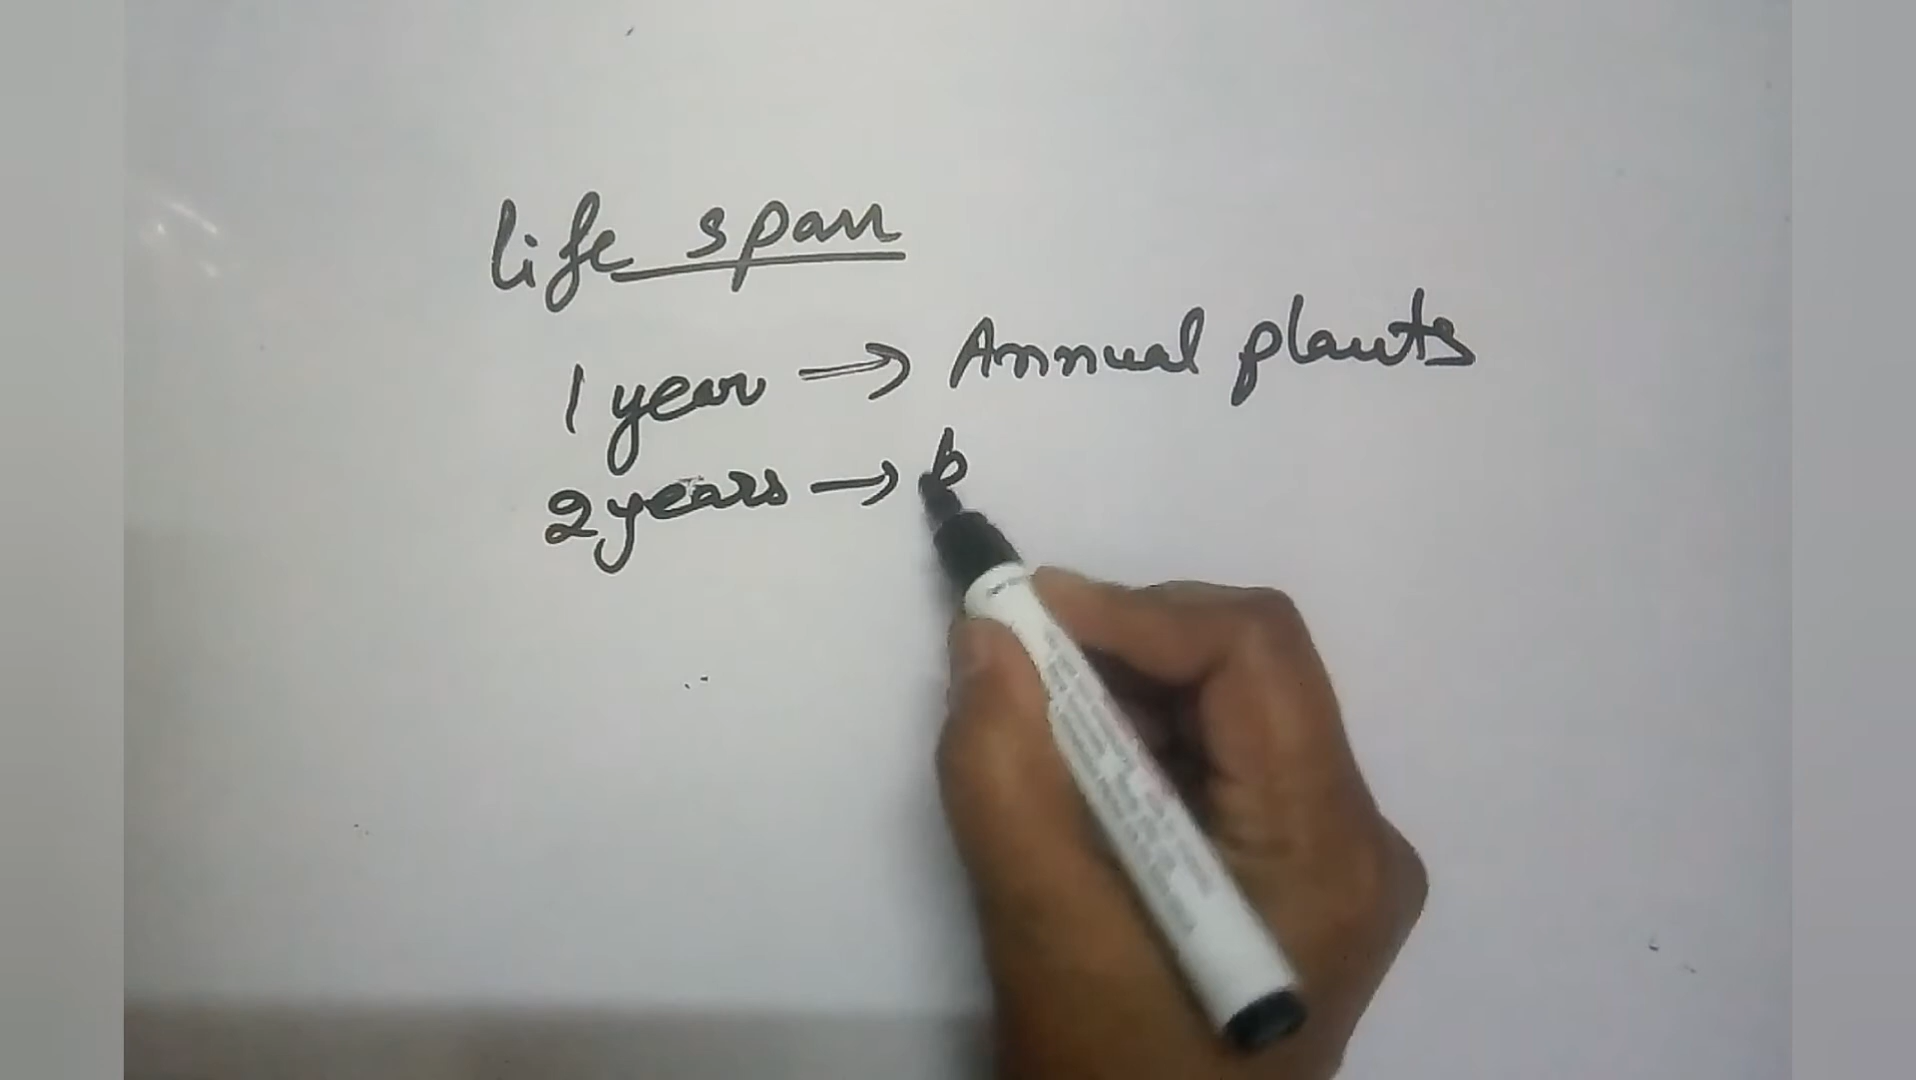 life span
1 year → Annual plants
2 years → b